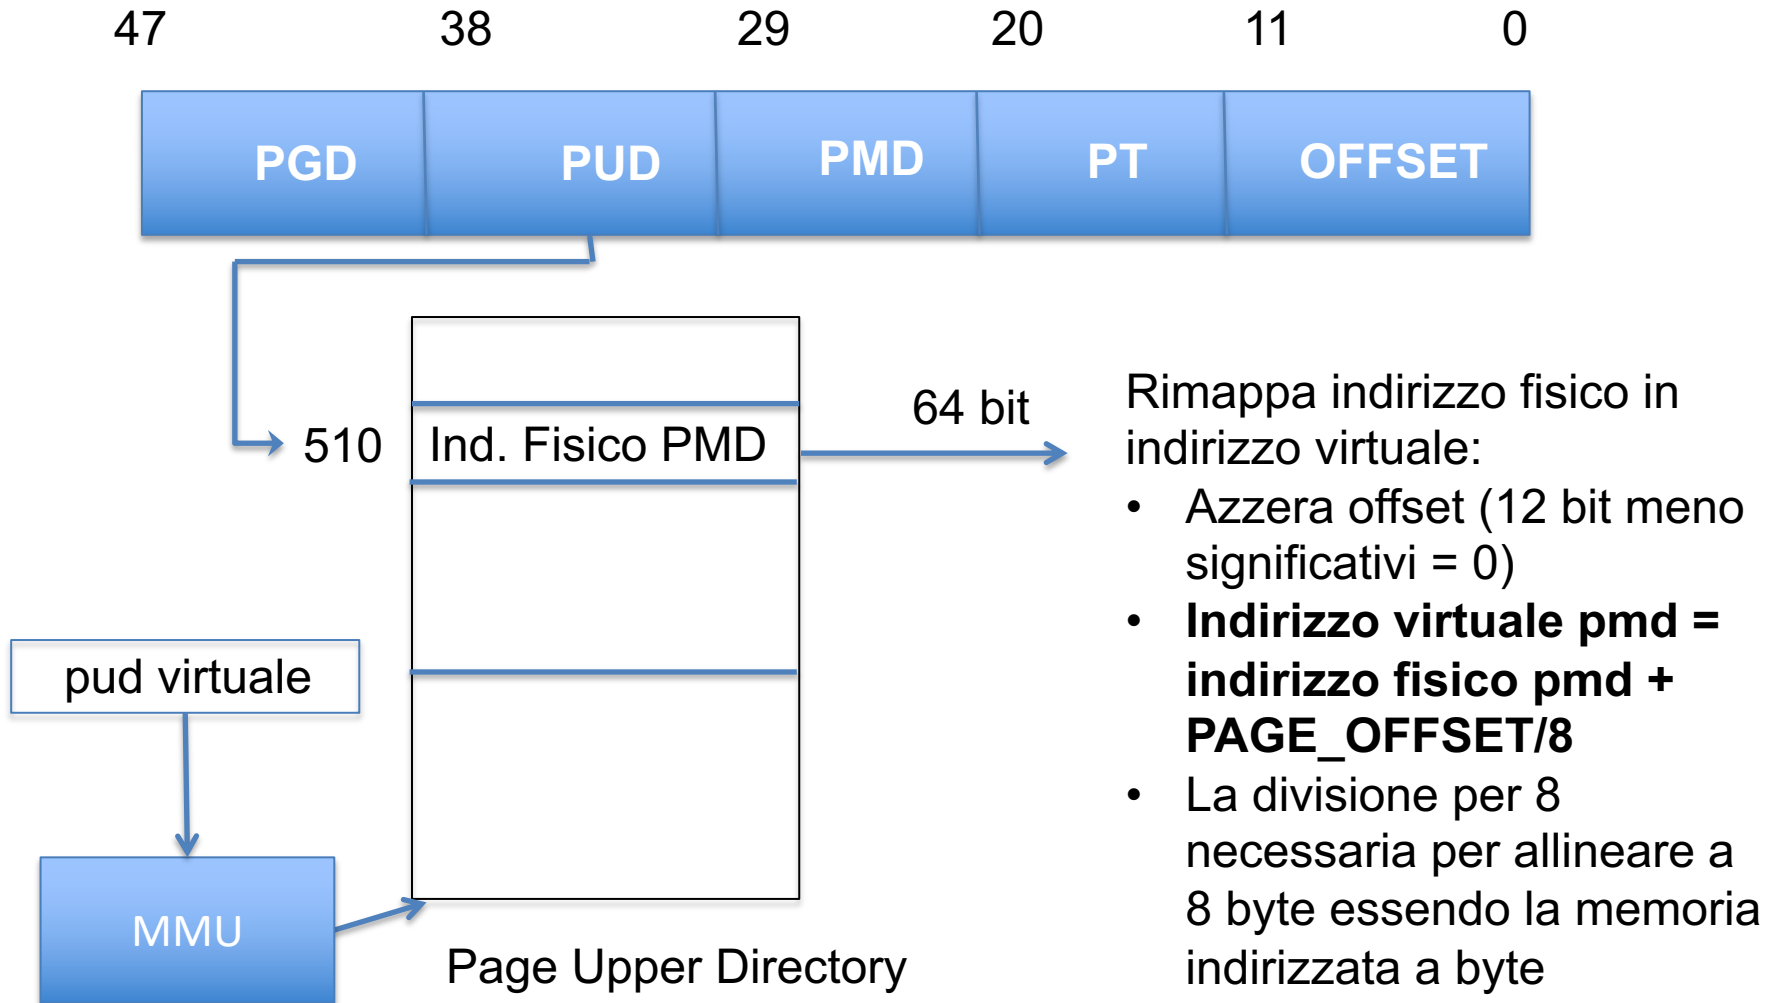 47 38 29 20 11 0
PGD PUD PMD PT OFFSET
510
Ind. Fisico PMD
64 bit
Rimappa indirizzo fisico in
indirizzo virtuale:
• Azzera offset (12 bit meno
significativi = 0)
• Indirizzo virtuale pmd =
indirizzo fisico pmd +
PAGE_OFFSET/8
• La divisione per 8
necessaria per allineare a
8 byte essendo la memoria
indirizzata a byte
pud virtuale
MMU
Page Upper Directory